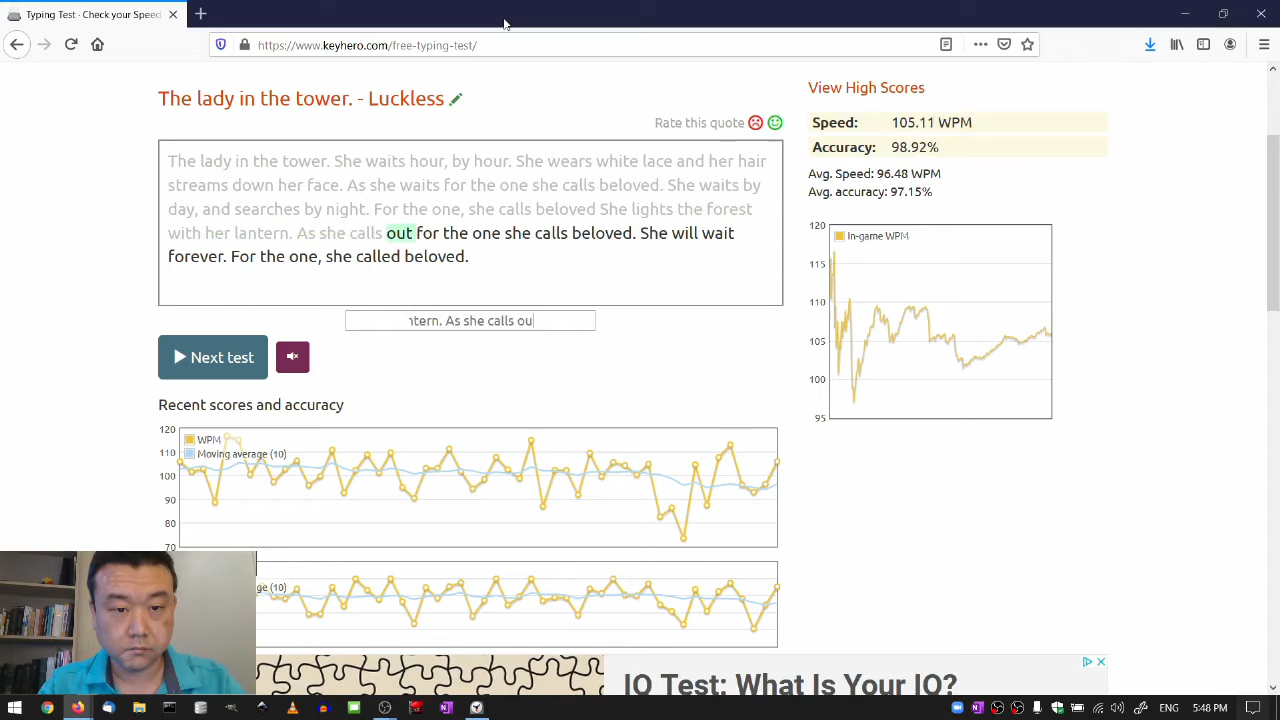 Typing Test - Check your Speed
https://www.keyhero.com/free-typing-test/
The lady in the tower. - Luckless
Rate this quote
The lady in the tower. She waits hour, by hour. She wears white lace and her hair
streams down her face. As she waits for the one she calls beloved. She waits by
day, and searches by night. For the one, she calls beloved She lights the forest
with her lantern. As she calls out for the one she calls beloved. She will wait
forever. For the one, she called beloved.
ntern. As she calls ou
Next test
View High Scores
Speed: 105.11 WPM
Accuracy: 98.92%
Avg. Speed: 96.48 WPM
Avg. accuracy: 97.15%
120
In-game WPM
115
110
105
100
95
Recent scores and accuracy
120
WPM
110
Moving average (10)
100
90
80
70
age (10)
IQ Test: What Is Your IQ?
ENG
5:48 PM